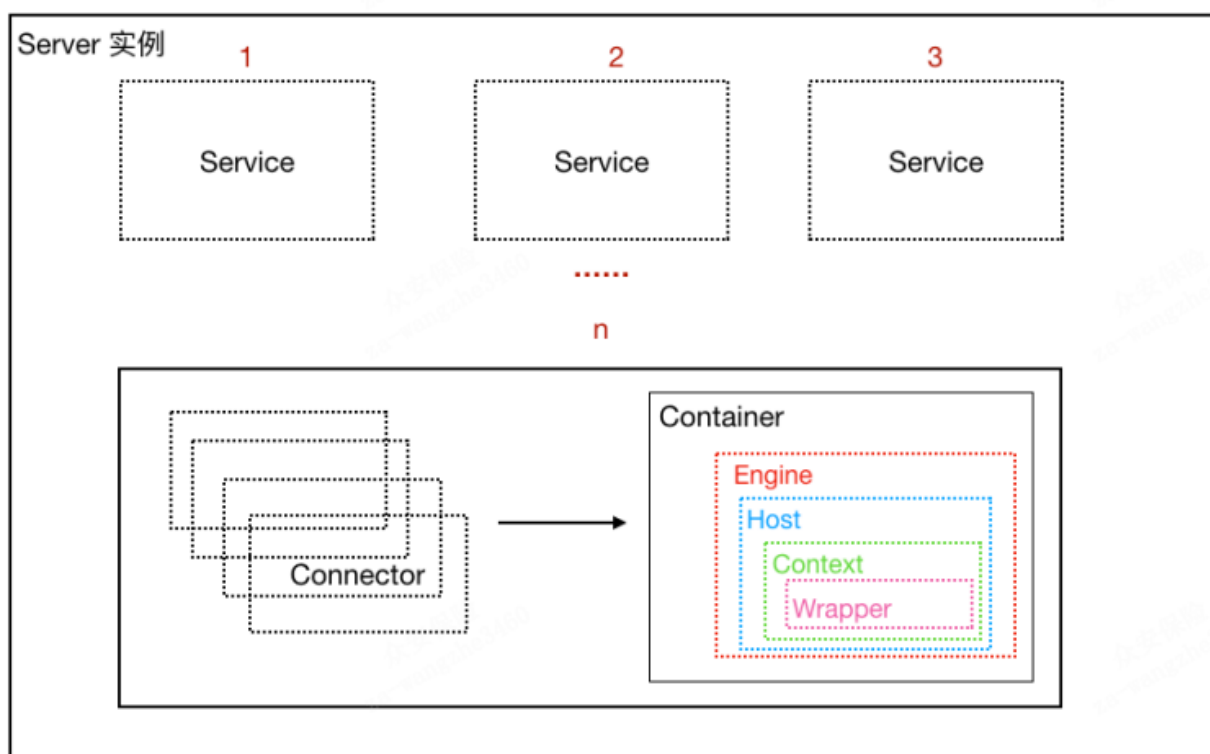 Server 实例
1
2
3
Service
Service
Service
......
n
Connector
Container
Engine
Host
Context
Wrapper